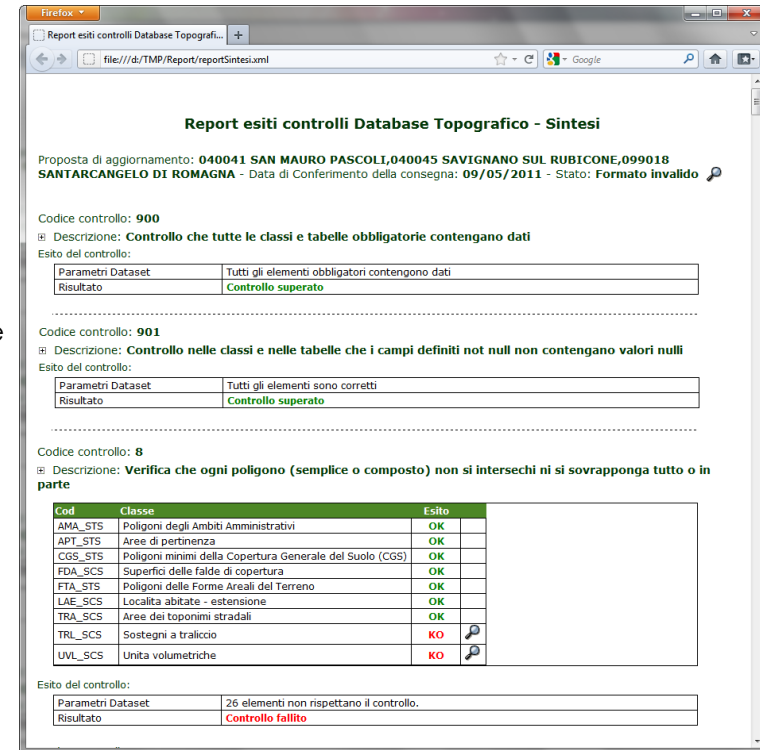 Firefox
Report esiti controlli Database Topografi...
file:///d:/TMP/Report/reportSintesi.xml
Google
Report esiti controlli Database Topografico - Sintesi
Proposta di aggiornamento: 040041 SAN MAURO PASCOLI,040045 SAVIGNANO SUL RUBICONE,099018
SANTARCANGELO DI ROMAGNA - Data di Conferimento della consegna: 09/05/2011 - Stato: Formato invalido
Codice controllo: 900
Descrizione: Controllo che tutte le classi e tabelle obbligatorie contengano dati
Esito del controllo:
Parametri Dataset Tutti gli elementi obbligatori contengono dati
Risultato Controllo superato
e
Codice controllo: 901
Descrizione: Controllo nelle classi e nelle tabelle che i campi definiti not null non contengano valori nulli
Esito del controllo:
Parametri Dataset Tutti gli elementi sono corretti
Risultato Controllo superato
Codice controllo: 8
Descrizione: Verifica che ogni poligono (semplice o composto) non si intersechi ni si sovrapponga tutto o in
parte
Cod Classe Esito
AMA_STS Poligoni degli Ambiti Amministrativi OK
APT_STS Aree di pertinenza OK
CGS_STS Poligoni minimi della Copertura Generale del Suolo (CGS) OK
FDA_SCS Superfici delle falde di copertura OK
FTA_STS Poligoni delle Forme Areali del Terreno OK
LAE_SCS Localita abitate - estensione OK
TRA_SCS Aree dei toponimi stradali OK
TRL_SCS Sostegni a traliccio KO
UVL_SCS Unita volumetriche KO
Esito del controllo:
Parametri Dataset 26 elementi non rispettano il controllo.
Risultato Controllo fallito